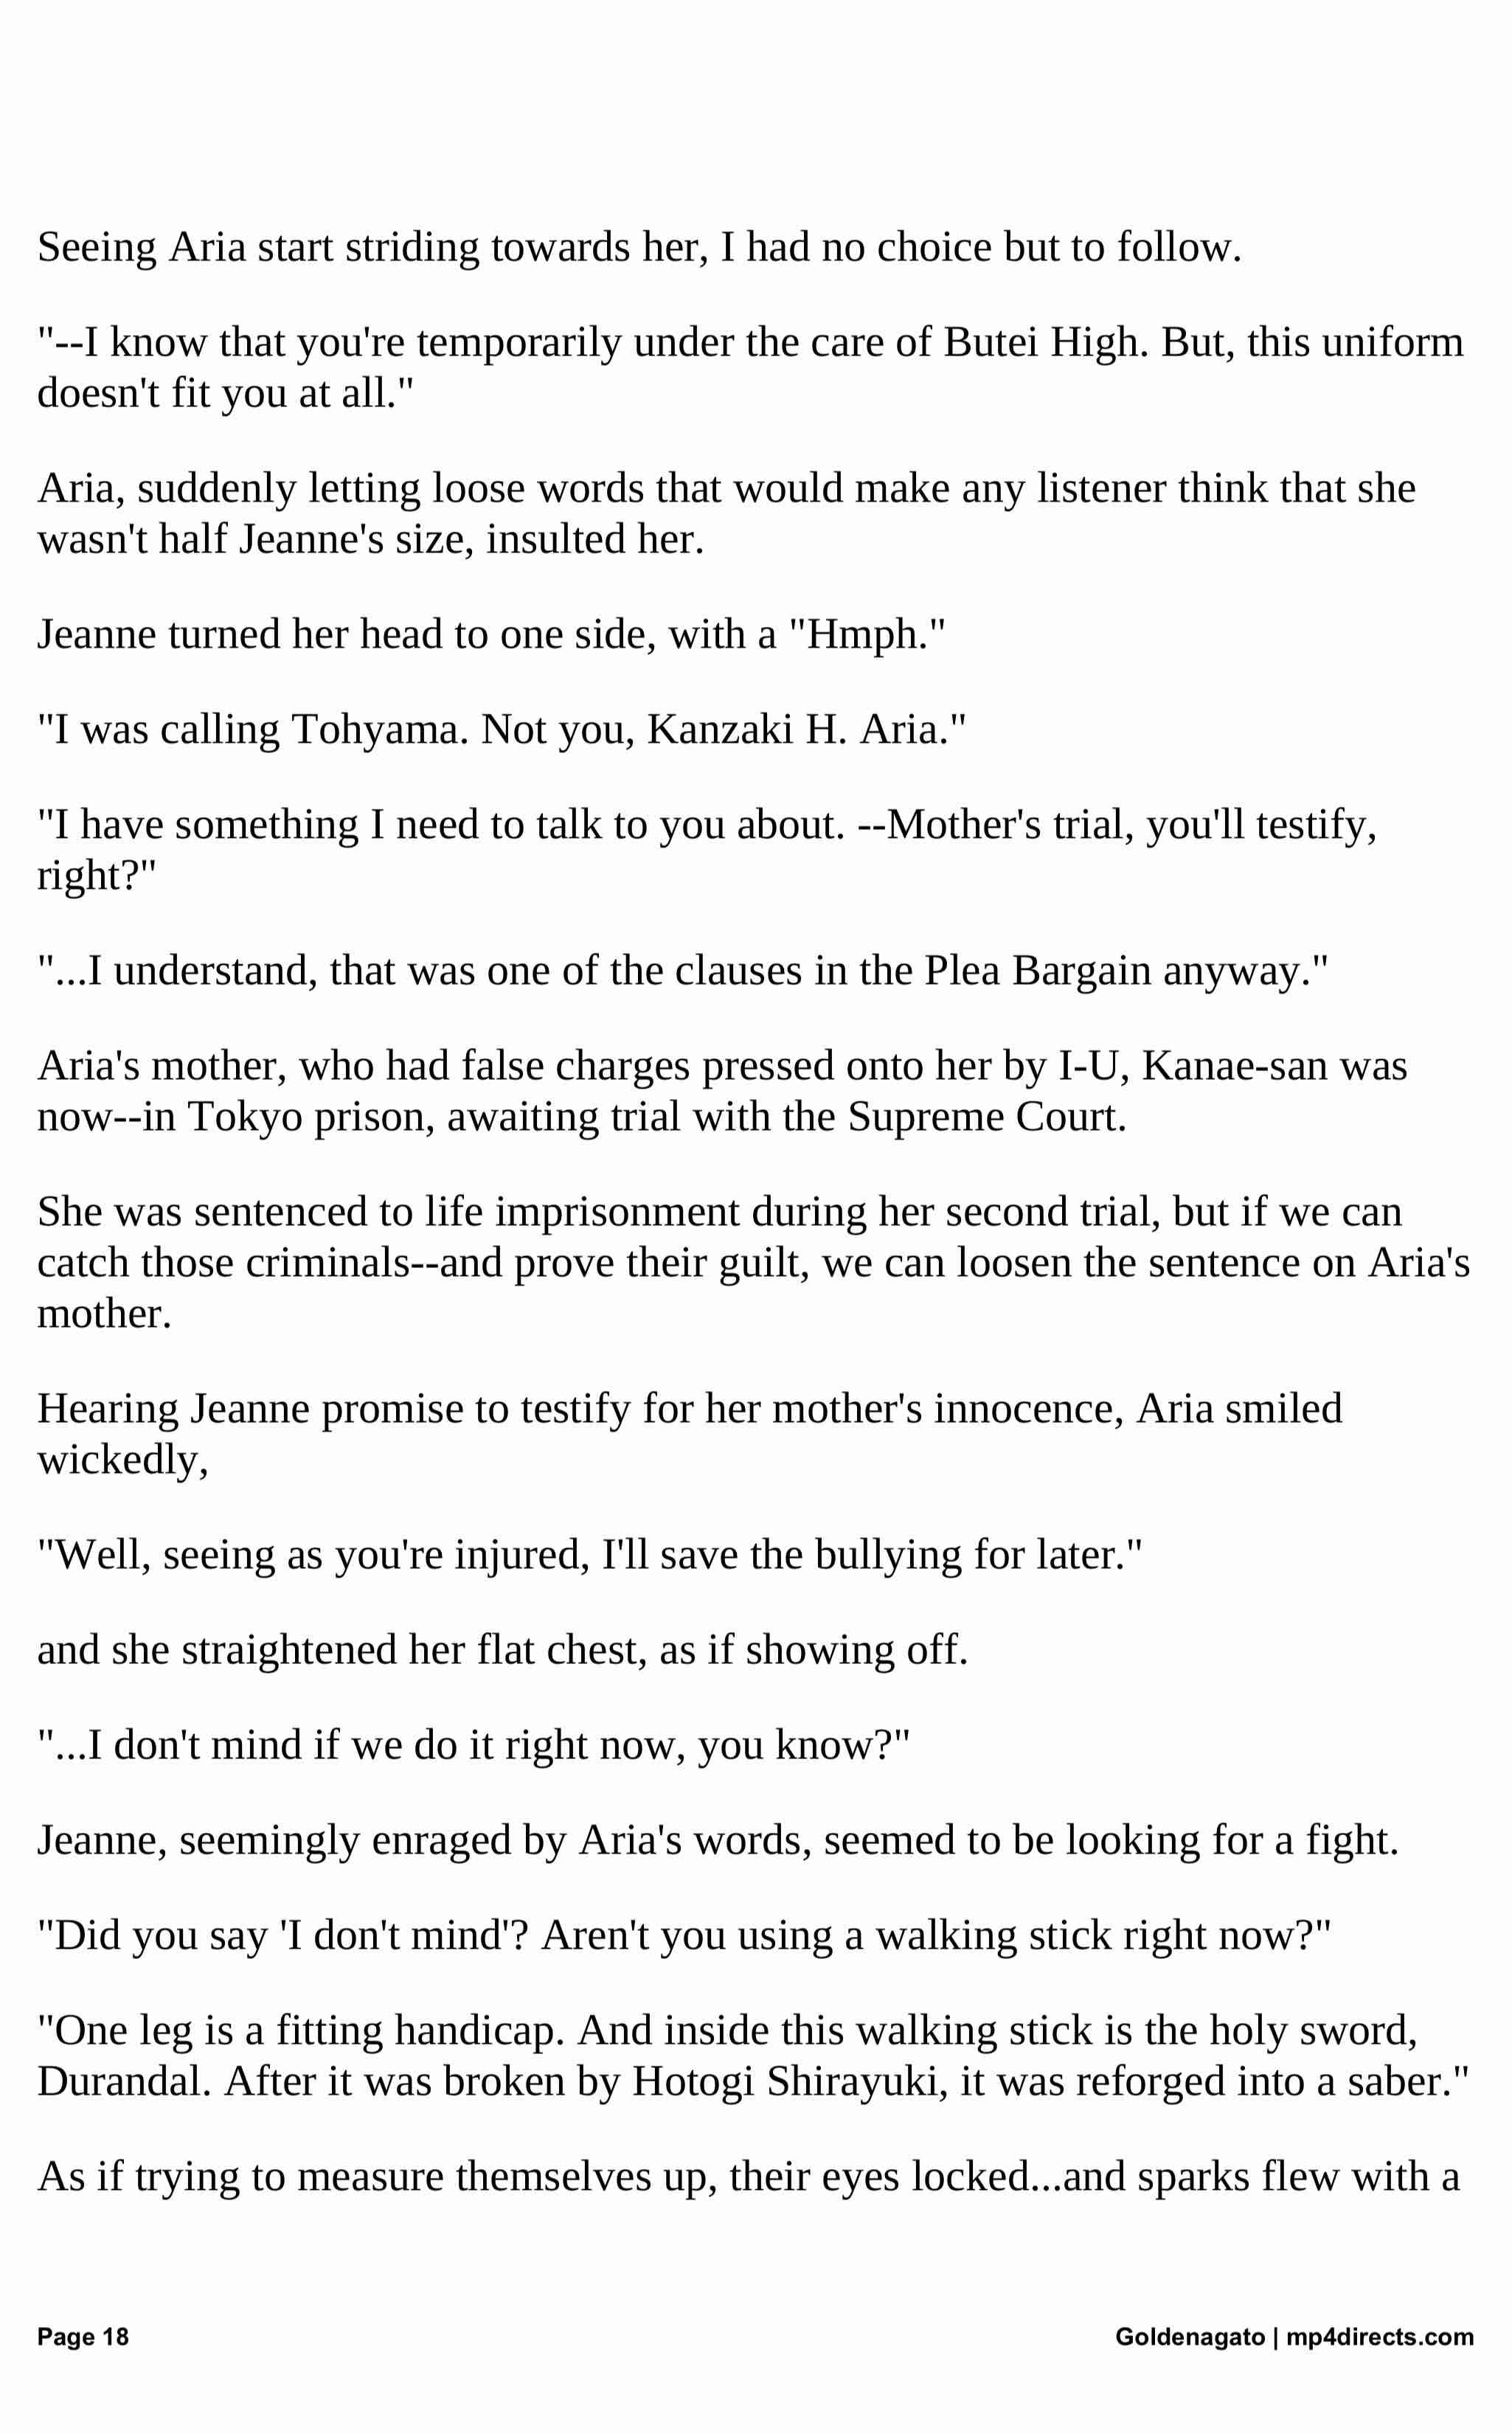 Seeing Aria start striding towards her, I had no choice but to follow.
"--I know that you're temporarily under the care of Butei High. But, this uniform
doesn't fit you at all."
Aria, suddenly letting loose words that would make any listener think that she
wasn't half Jeanne's size, insulted her.
Jeanne turned her head to one side, with a "Hmph."
"I was calling Tohyama. Not you, Kanzaki H. Aria."
"I have something I need to talk to you about. --Mother's trial, you'll testify,
right?"
"...I understand, that was one of the clauses in the Plea Bargain anyway."
Aria's mother, who had false charges pressed onto her by I-U, Kanae-san was
now--in Tokyo prison, awaiting trial with the Supreme Court.
She was sentenced to life imprisonment during her second trial, but if we can
catch those criminals--and prove their guilt, we can loosen the sentence on Aria's
mother.
Hearing Jeanne promise to testify for her mother's innocence, Aria smiled
wickedly,
"Well, seeing as you're injured, I'll save the bullying for later."
and she straightened her flat chest, as if showing off.
"...I don't mind if we do it right now, you know?"
Jeanne, seemingly enraged by Aria's words, seemed to be looking for a fight.
"Did you say 'I don't mind'? Aren't you using a walking stick right now?"
"One leg is a fitting handicap. And inside this walking stick is the holy sword,
Durandal. After it was broken by Hotogi Shirayuki, it was reforged into a saber."
As if trying to measure themselves up, their eyes locked...and sparks flew with a
Page 18
Goldenagato | mp4directs.com